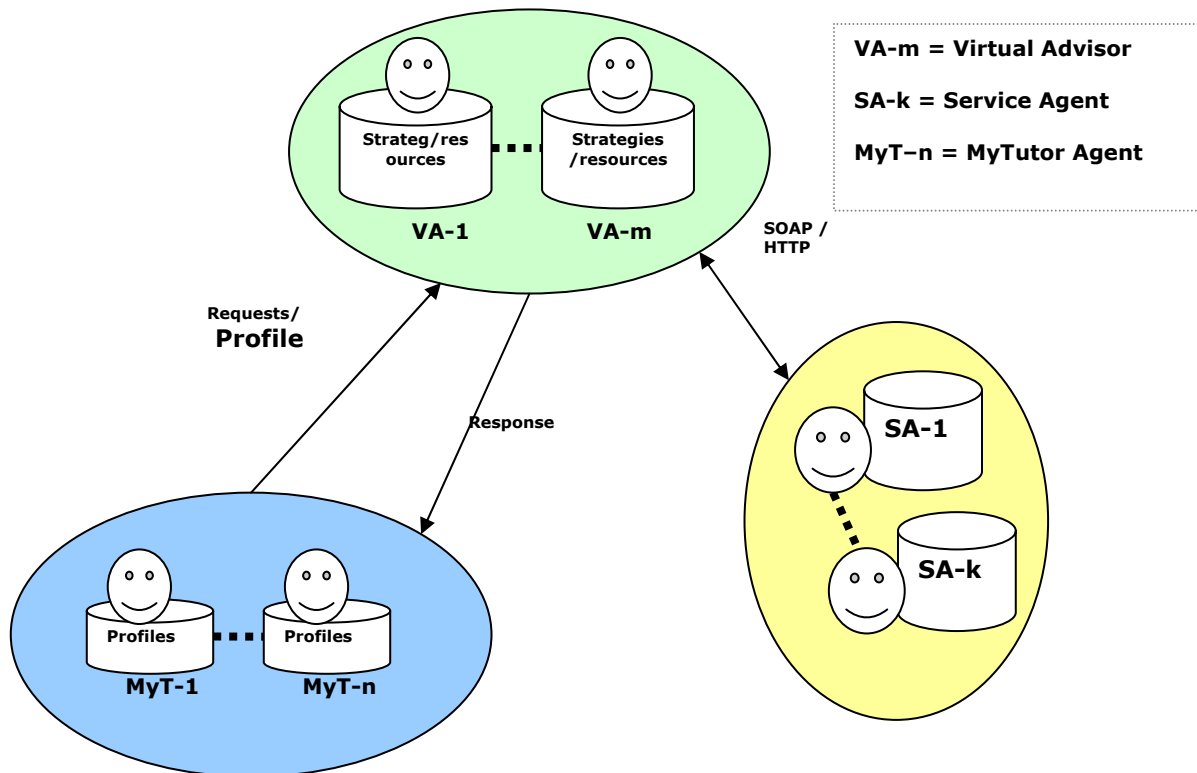 VA-m = Virtual Advisor
SA-k = Service Agent
MyT–n = MyTutor Agent
Strateg/res
ources
Strategies
/resources
VA-1
VA-m
SOAP /
HTTP
Requests/
Profile
Response
SA-1
SA-k
Profiles
Profiles
MyT-1
MyT-n